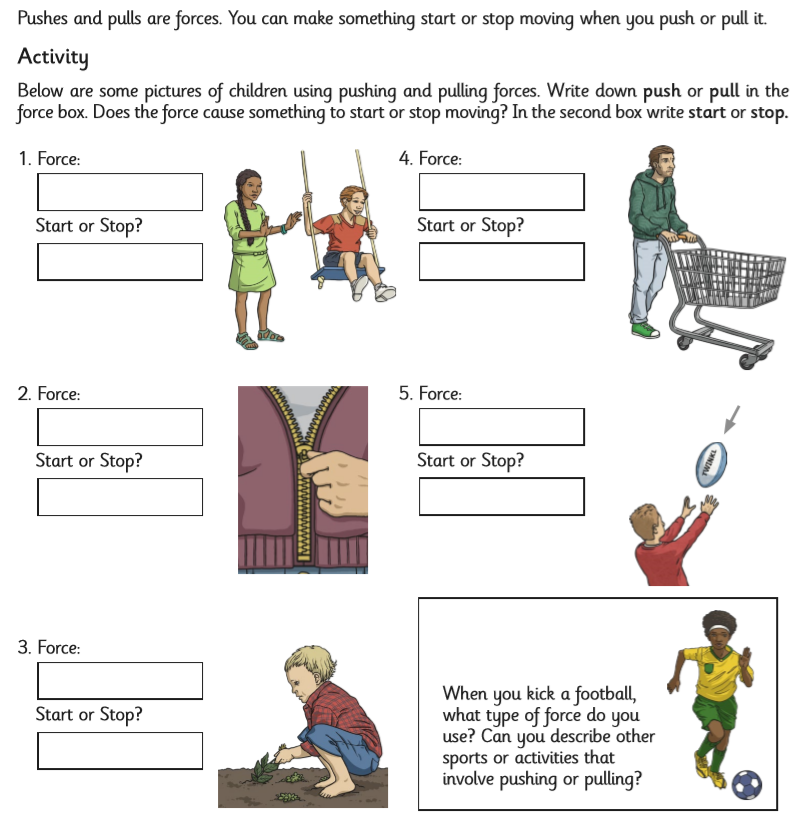 Pushes and pulls are forces. You can make something start or stop moving when you push or pull it.
Activity
Below are some pictures of children using pushing and pulling forces. Write down push or pull in the
force box. Does the force cause something to start or stop moving? In the second box write start or stop.
1. Force:
Start or Stop?
2. Force:
Start or Stop?
3. Force:
Start or Stop?
4. Force:
Start or Stop?
5. Force:
Start or Stop?
TWINKL
When you kick a football,
what type of force do you
use? Can you describe other
sports or activities that
involve pushing or pulling?